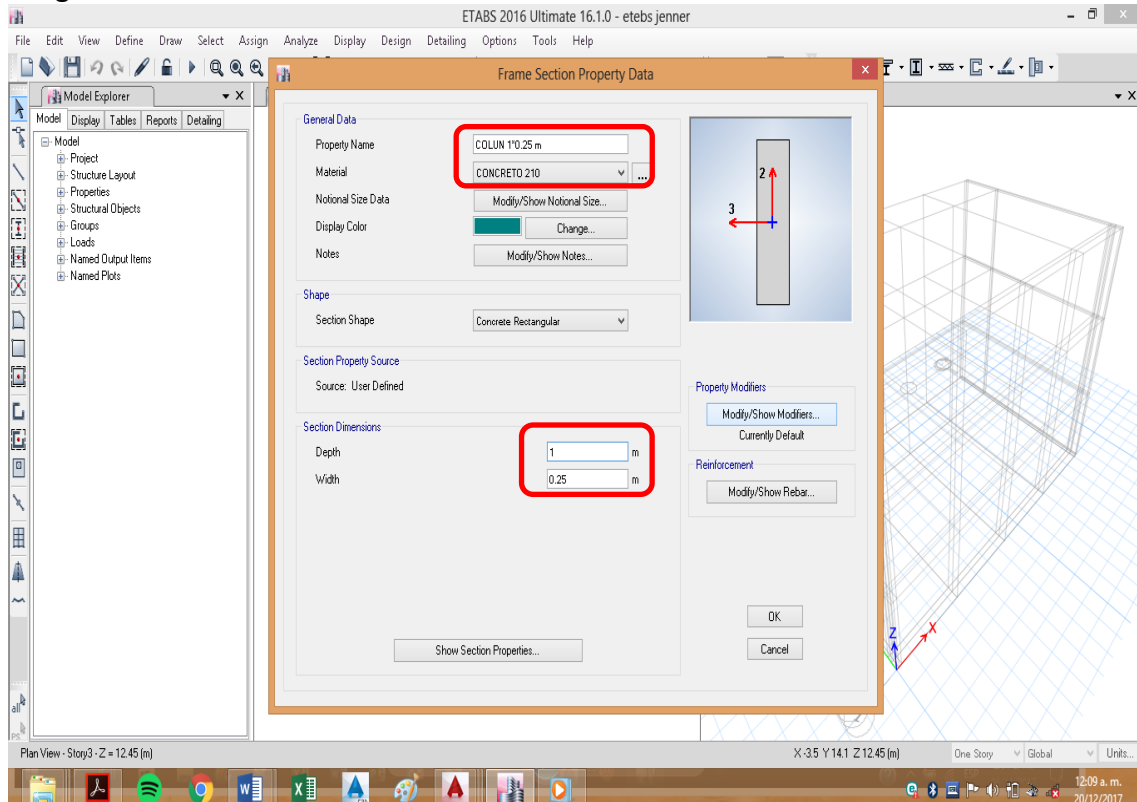 ETABS 2016 Ultimate 16.1.0 - etebs jenner
File Edit View Define Draw Select Assign Analyze Display Design Detailing Options Tools Help
Model Explorer
Model Display Tables Reports Detailing
Model
Project
Structure Layout
Properties
Structural Objects
Groups
Loads
Named Output Items
Named Plots
Frame Section Property Data
General Data
Property Name COLUN 1"0.25 m
Material CONCRETO 210 ...
Notional Size Data Modify/Show Notional Size...
Display Color Change...
Notes Modify/Show Notes...
Shape
Section Shape Concrete Rectangular
Section Property Source
Source: User Defined
Section Dimensions
Depth 1 m
Width 0.25 m
Show Section Properties...
2
3
Property Modifiers
Modify/Show Modifiers...
Currently Default
Reinforcement
Modify/Show Rebar...
OK
Cancel
Z X
all
Plan View - Story3 - Z = 12.45 (m) X -3.5 Y 14.1 Z 12.45 (m) One Story Global Units...
12:09 a. m.
20/12/2017